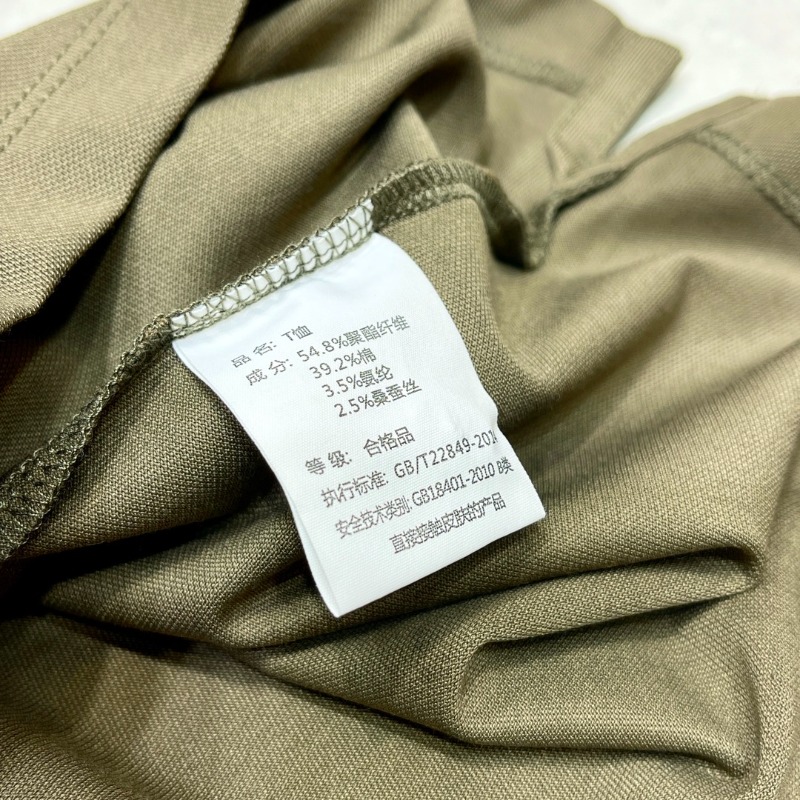 品名: T恤
成分: 54.8%聚酯纤维
39.2%棉
3.5%氨纶
2.5%桑蚕丝
等级: 合格品
执行标准: GB/T22849-201
安全技术类别: GB18401-2010 B类
直接接触皮肤的产品